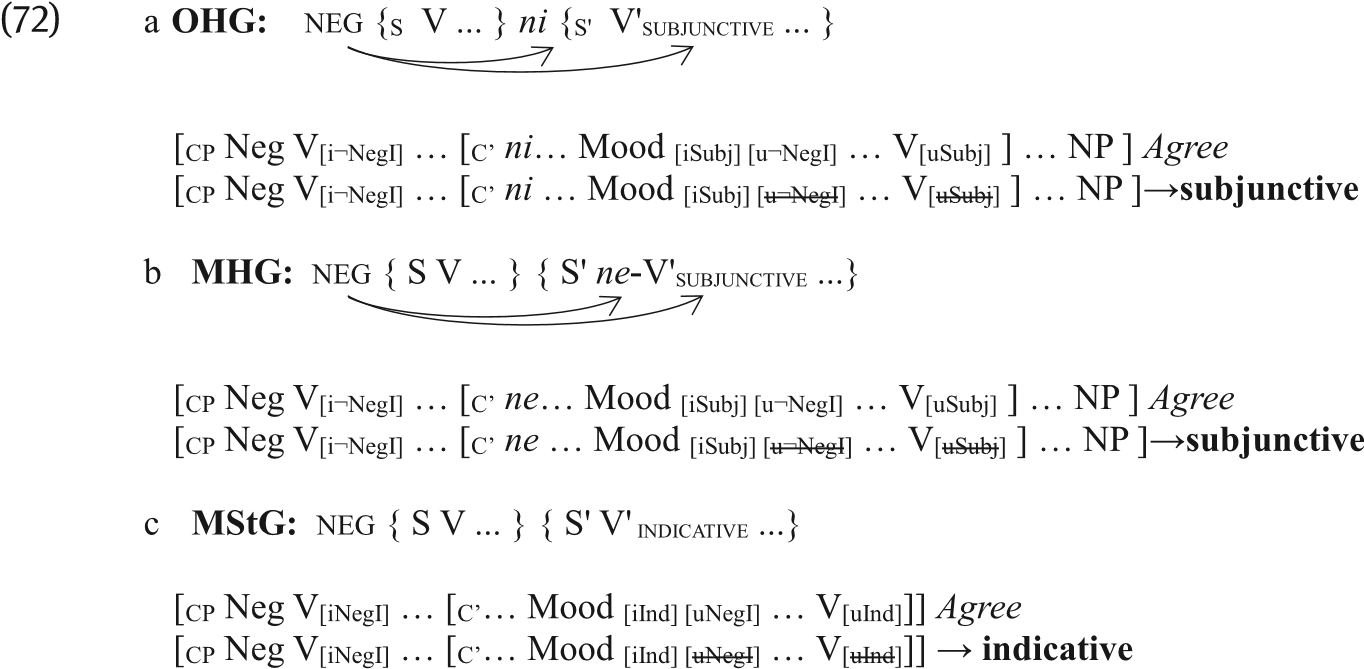 (72) a OHG: NEG {S V ... } ni {S' V'SUBJUNCTIVE ... }
[CP Neg V[i¬NegI] … [C’ ni… Mood [iSubj] [u¬NegI] … V[uSubj] ] … NP ] Agree
[CP Neg V[i¬NegI] … [C’ ni … Mood [iSubj] [u¬NegI] … V[uSubj] ] … NP ]→subjunctive
b MHG: NEG { S V ... } { S' ne-V'SUBJUNCTIVE ...}
[CP Neg V[i¬NegI] … [C’ ne… Mood [iSubj] [u¬NegI] … V[uSubj] ] … NP ] Agree
[CP Neg V[i¬NegI] … [C’ ne … Mood [iSubj] [u¬NegI] … V[uSubj] ] … NP ]→subjunctive
c MStG: NEG { S V ... } { S' V' INDICATIVE ...}
[CP Neg V[iNegI] … [C’… Mood [iInd] [uNegI] … V[uInd]]] Agree
[CP Neg V[iNegI] … [C’… Mood [iInd] [uNegI] … V[uInd]]] → indicative